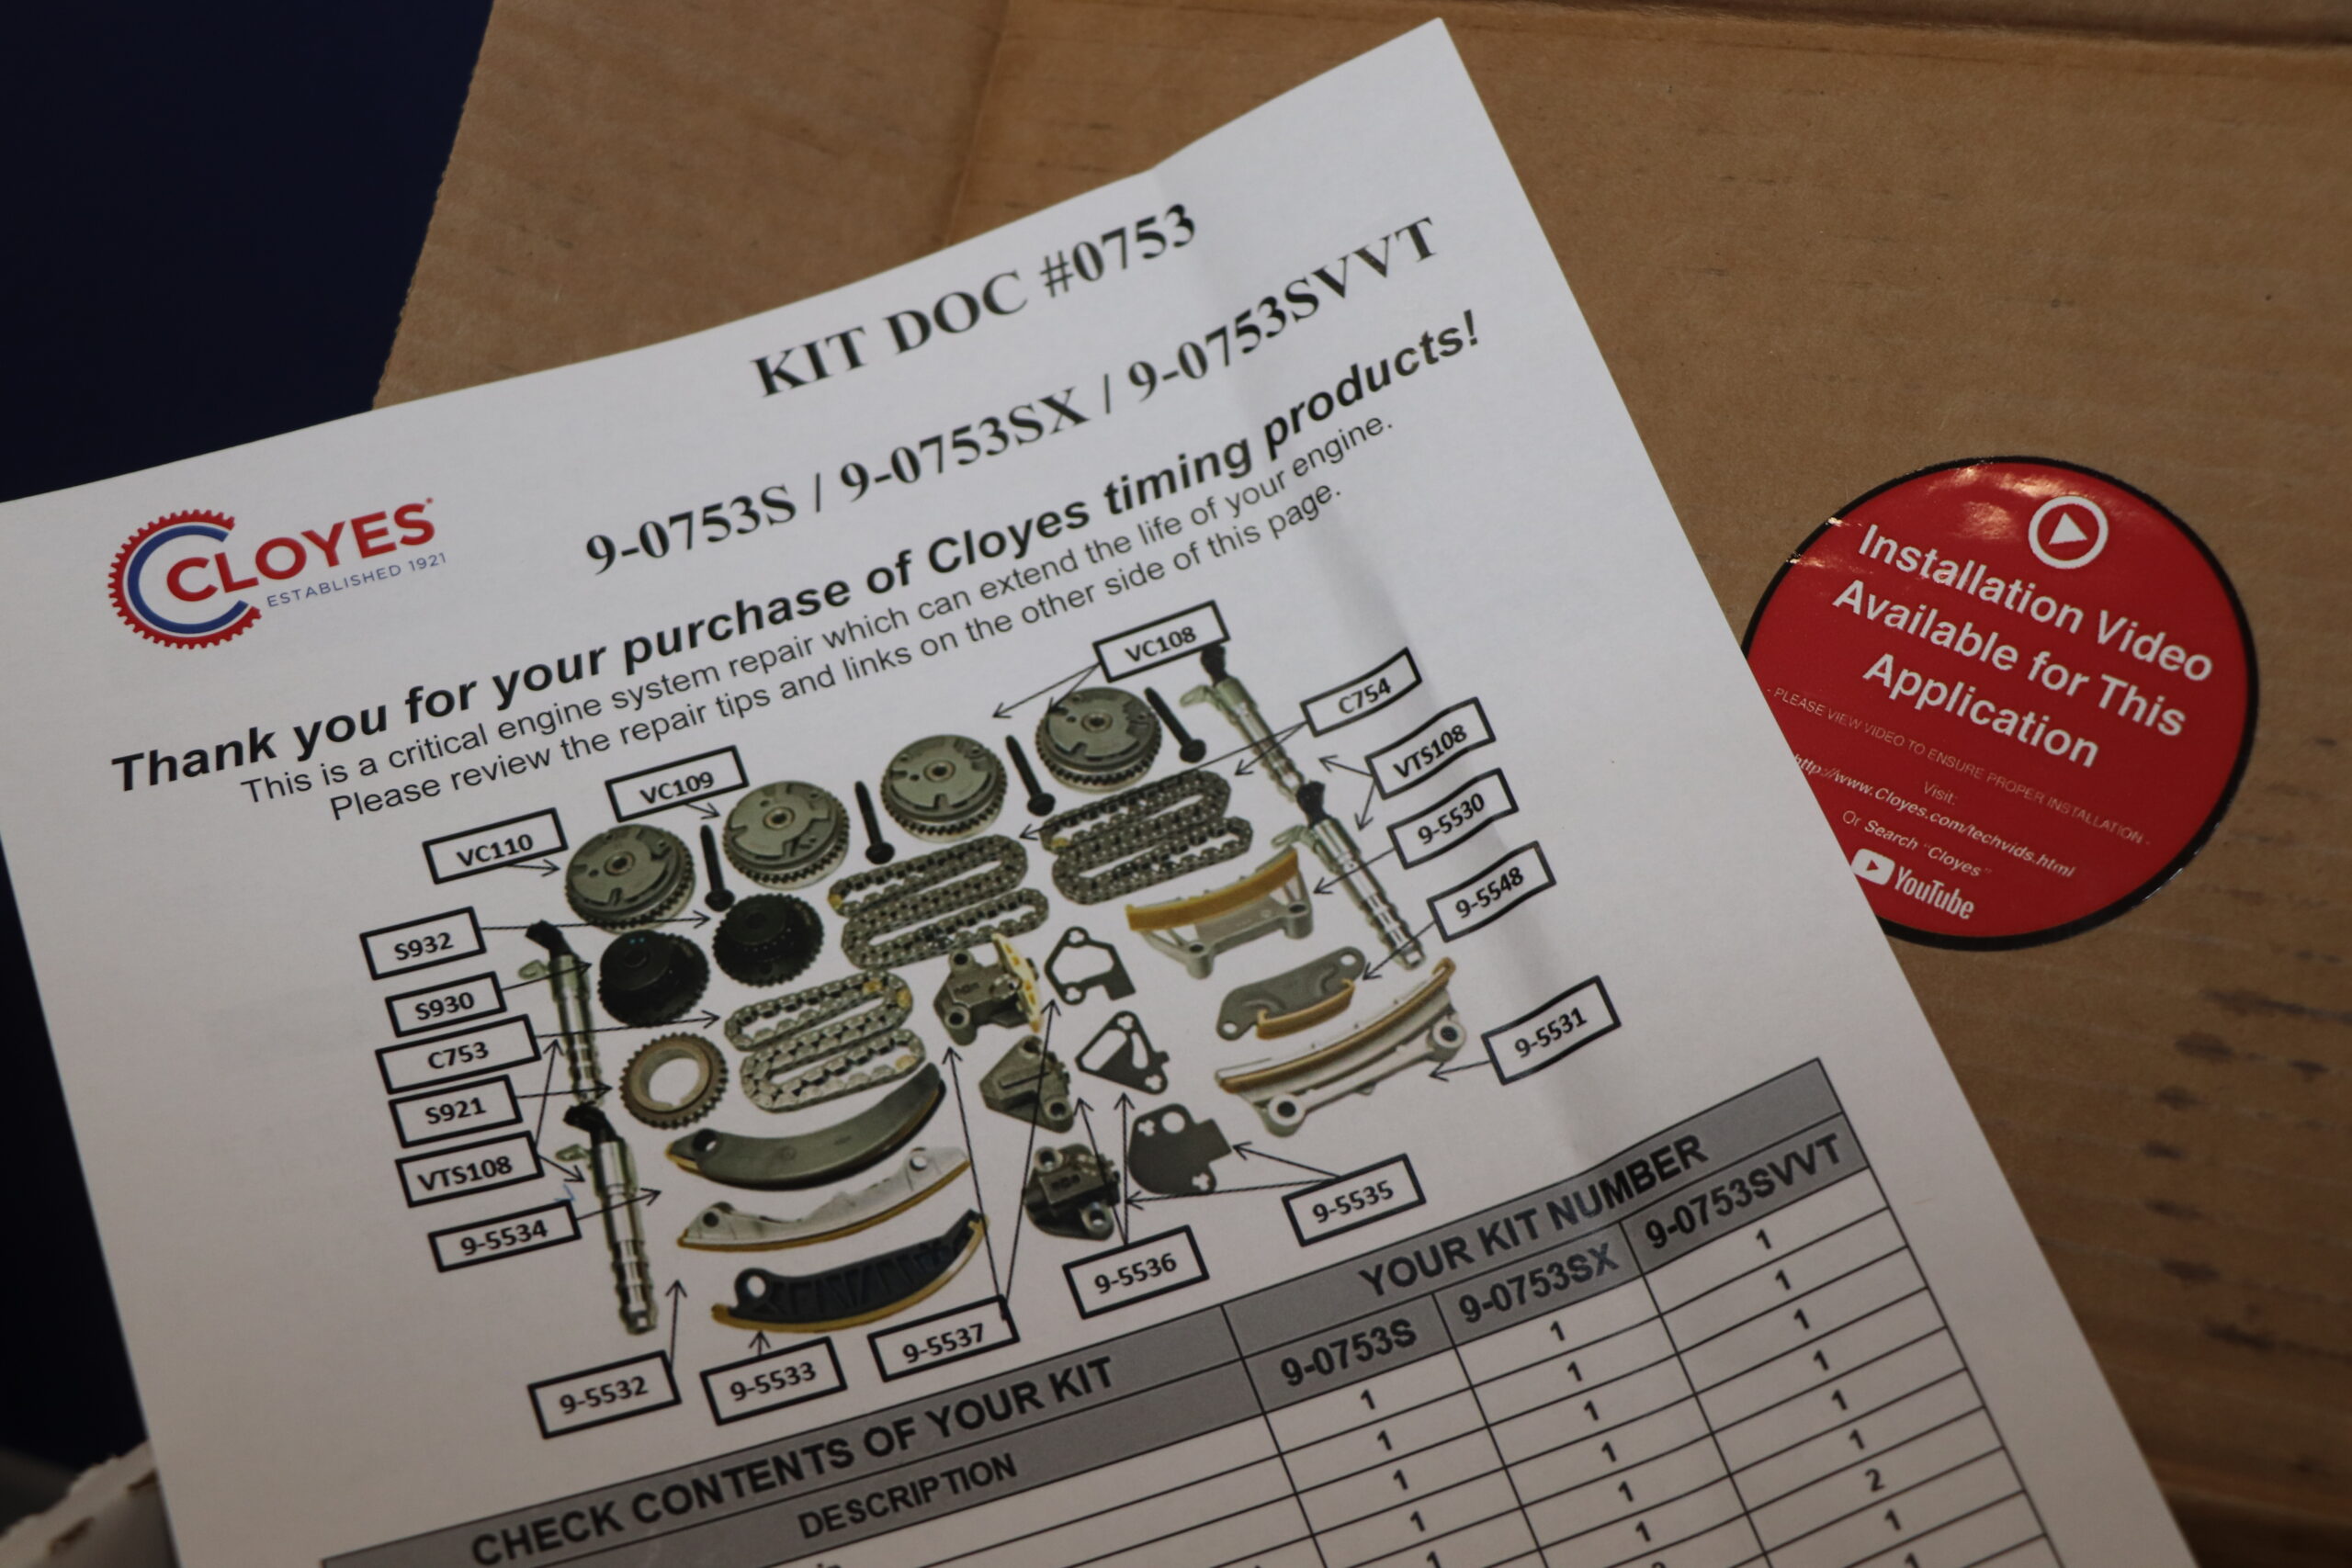 KIT DOC #0753
9-0753S / 9-0753SX / 9-0753SVVT
CLOYES®
ESTABLISHED 1921
Thank you for your purchase of Cloyes timing products!
This is a critical engine system repair which can extend the life of your engine.
Please review the repair tips and links on the other side of this page.
VC108
C754
VTS108
9-5530
9-5548
9-5531
VC109
VC110
S932
S930
C753
S921
VTS108
9-5534
9-5532
9-5533
9-5537
9-5536
9-5535
CHECK CONTENTS OF YOUR KIT
YOUR KIT NUMBER
DESCRIPTION
9-0753S
9-0753SX
9-0753SVVT
1 1 1
1 1 1
1 1 1
1 1 1
1 1 1
1 1
2
1
1
Installation Video
Available for This
Application
- PLEASE VIEW VIDEO TO ENSURE PROPER INSTALLATION -
Visit:
http://www.Cloyes.com/techvids.html
Or Search "Cloyes"
YouTube